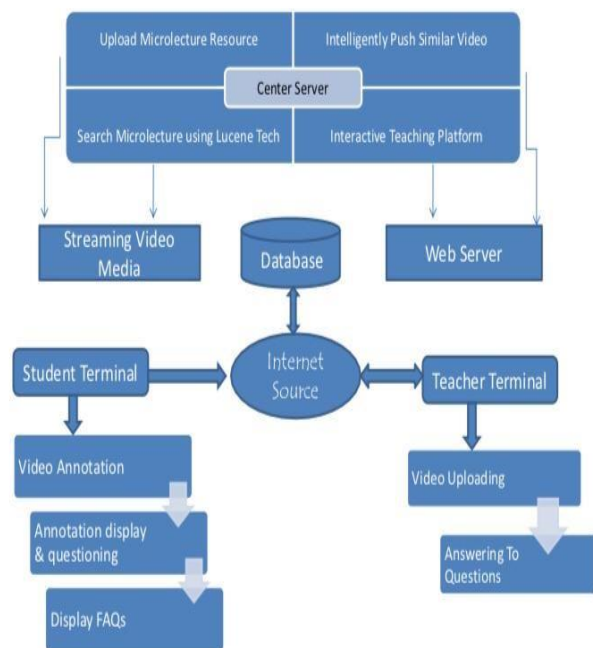 Upload Microlecture Resource
Intelligently Push Similar Video
Center Server
Search Microlecture using Lucene Tech
Interactive Teaching Platform
Streaming Video
Media
Database
Web Server
Student Terminal
Internet
Source
Teacher Terminal
Video Annotation
Video Uploading
Annotation display
& questioning
Answering To
Questions
Display FAQs